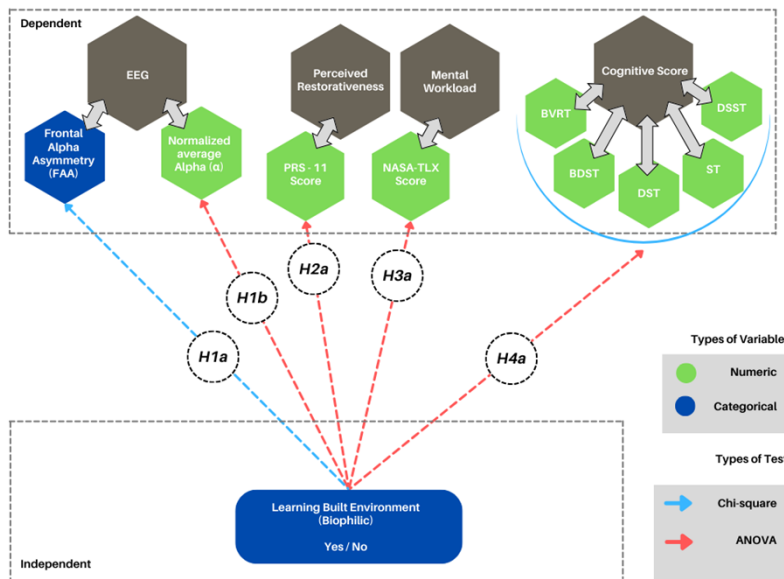 Dependent
EEG
Perceived
Restorativeness
Mental
Workload
Cognitive Score
BVRT
DSST
Frontal
Alpha
Asymmetry
(FAA)
Normalized
average
Alpha (α)
PRS - 11
Score
NASA-TLX
Score
BDST
DST
ST
H1a
H1b
H2a
H3a
H4a
Types of Variable
Numeric
Categorical
Types of Test
Chi-square
ANOVA
Learning Built Environment
(Biophilic)
Yes / No
Independent